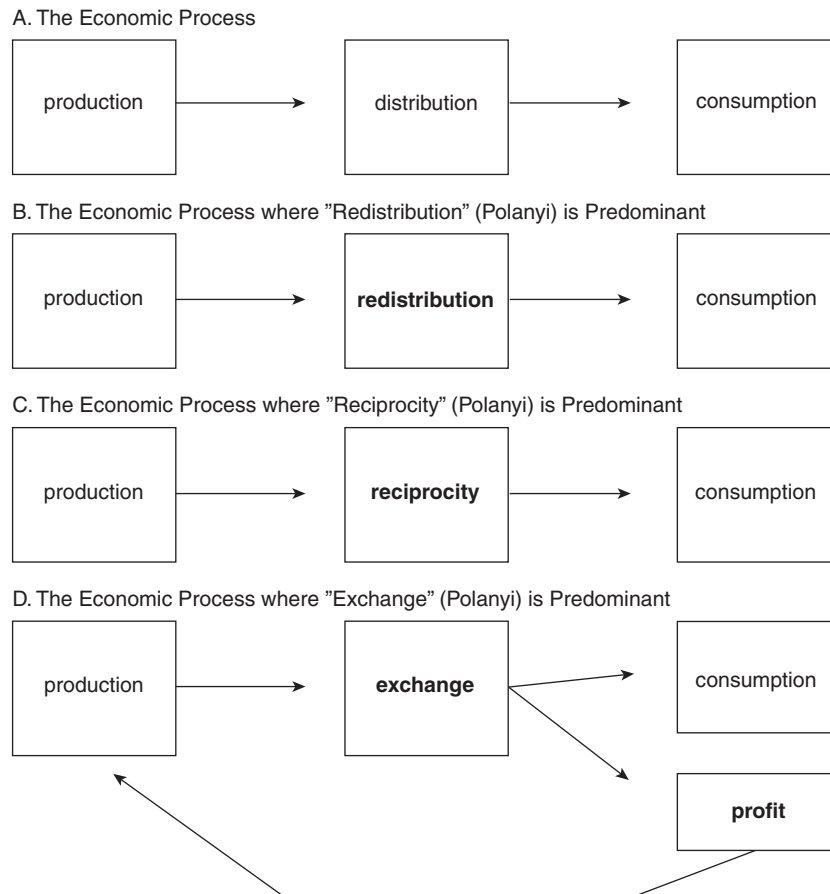 A. The Economic Process
production
distribution
consumption
B. The Economic Process where ”Redistribution” (Polanyi) is Predominant
production
redistribution
consumption
C. The Economic Process where ”Reciprocity” (Polanyi) is Predominant
production
reciprocity
consumption
D. The Economic Process where ”Exchange” (Polanyi) is Predominant
production
exchange
consumption
profit